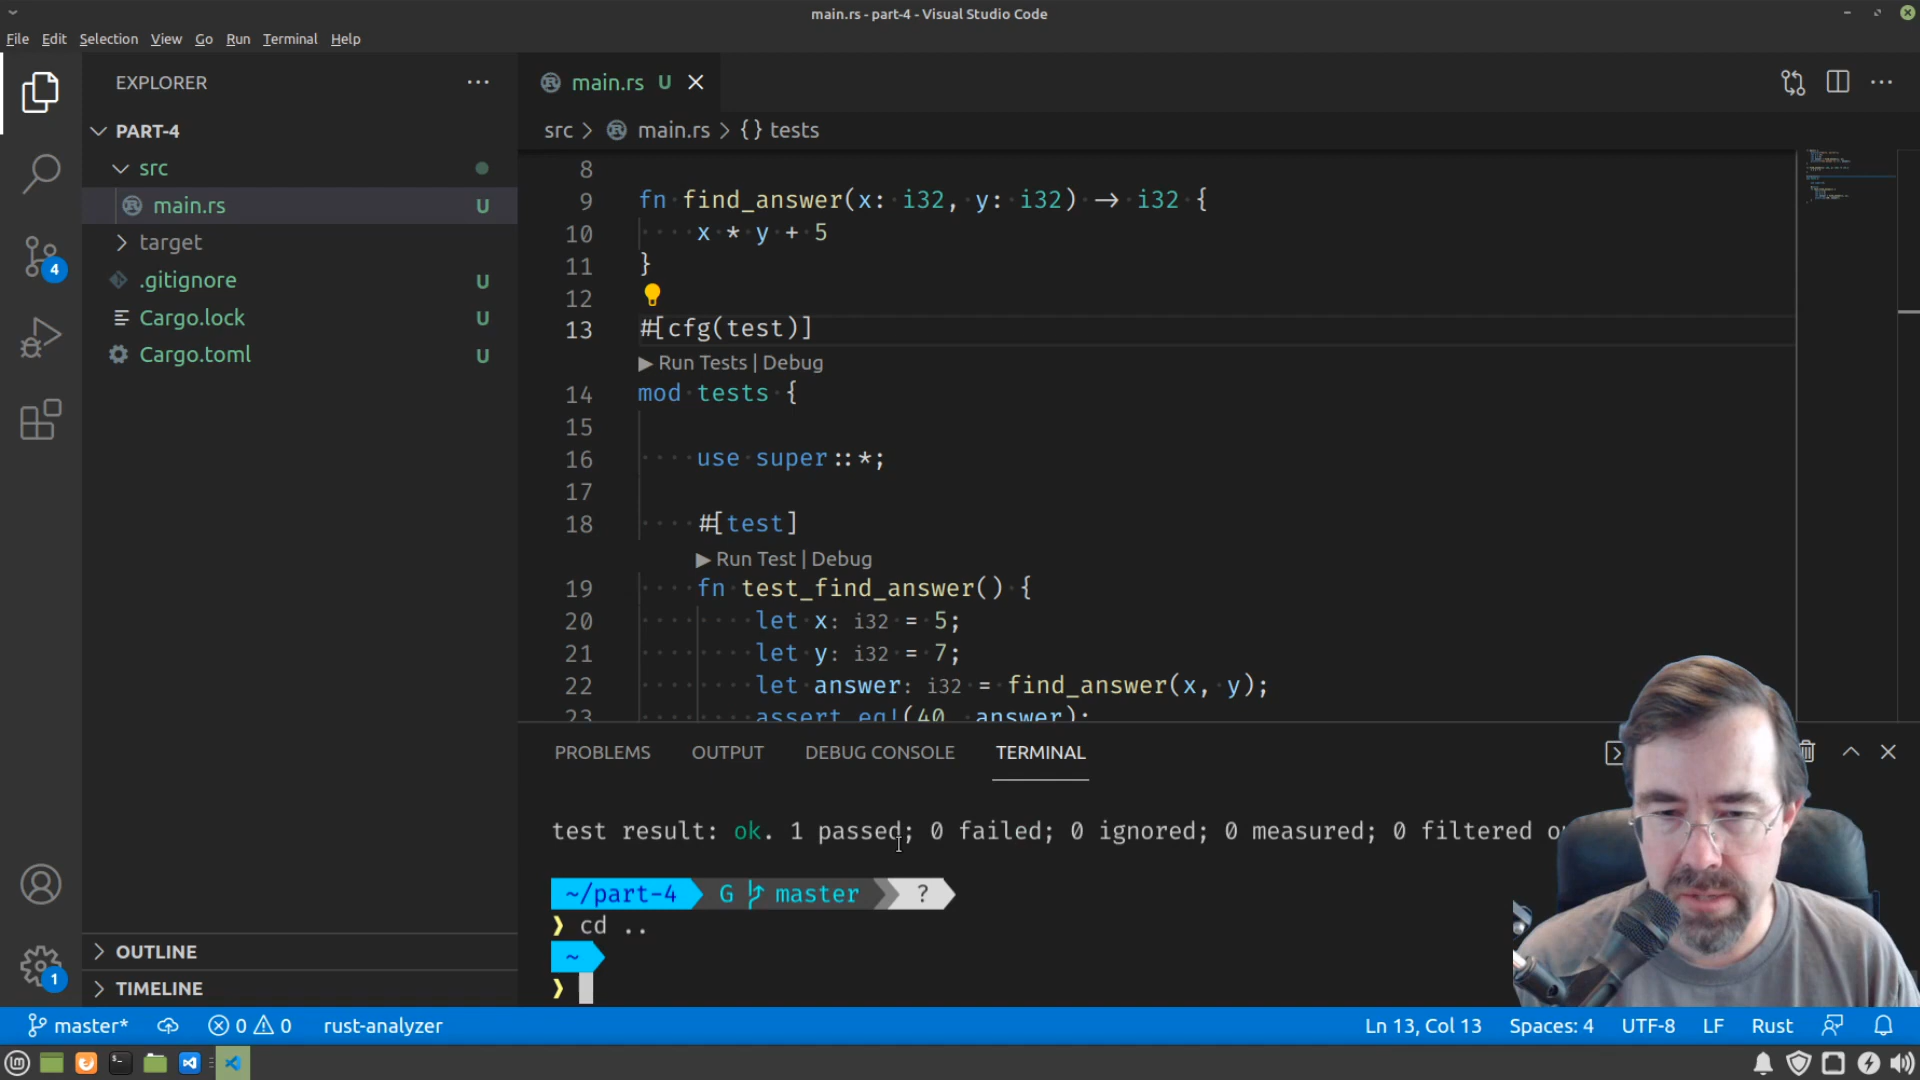 main.rs - part-4 - Visual Studio Code
File Edit Selection View Go Run Terminal Help
EXPLORER
PART-4
src
main.rs U
target
.gitignore U
Cargo.lock U
Cargo.toml U
OUTLINE
TIMELINE
4
1
main.rs U
src > main.rs > {} tests
8
9 fn find_answer(x: i32, y: i32) → i32 {
10 x * y + 5
11 }
12
13 #[cfg(test)]
▶ Run Tests | Debug
14 mod tests {
15
16 use super::*;
17
18 #[test]
▶ Run Test | Debug
19 fn test_find_answer() {
20 let x: i32 = 5;
21 let y: i32 = 7;
22 let answer: i32 = find_answer(x, y);
23 assert_eq!(40, answer);
PROBLEMS OUTPUT DEBUG CONSOLE TERMINAL
test result: ok. 1 passed; 0 failed; 0 ignored; 0 measured; 0 filtered
~/part-4 G master ?
❯ cd ..
~
❯
master* 0 0 rust-analyzer Ln 13, Col 13 Spaces: 4 UTF-8 LF Rust